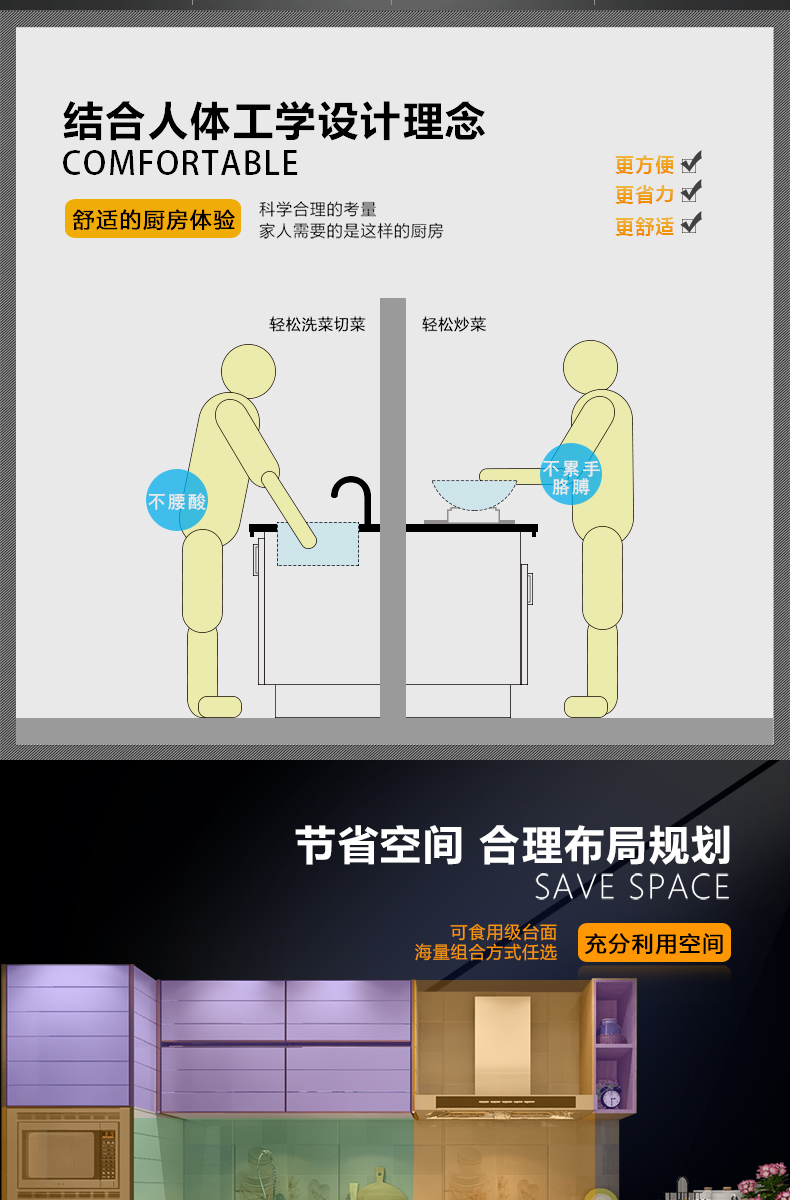 结合人体工学设计理念
COMFORTABLE
舒适的厨房体验
科学合理的考量
家人需要的是这样的厨房
更方便
更省力
更舒适
轻松洗菜切菜
轻松炒菜
不腰酸
不累手
胳膊
节省空间 合理布局规划
SAVE SPACE
可食用级台面
海量组合方式任选
充分利用空间